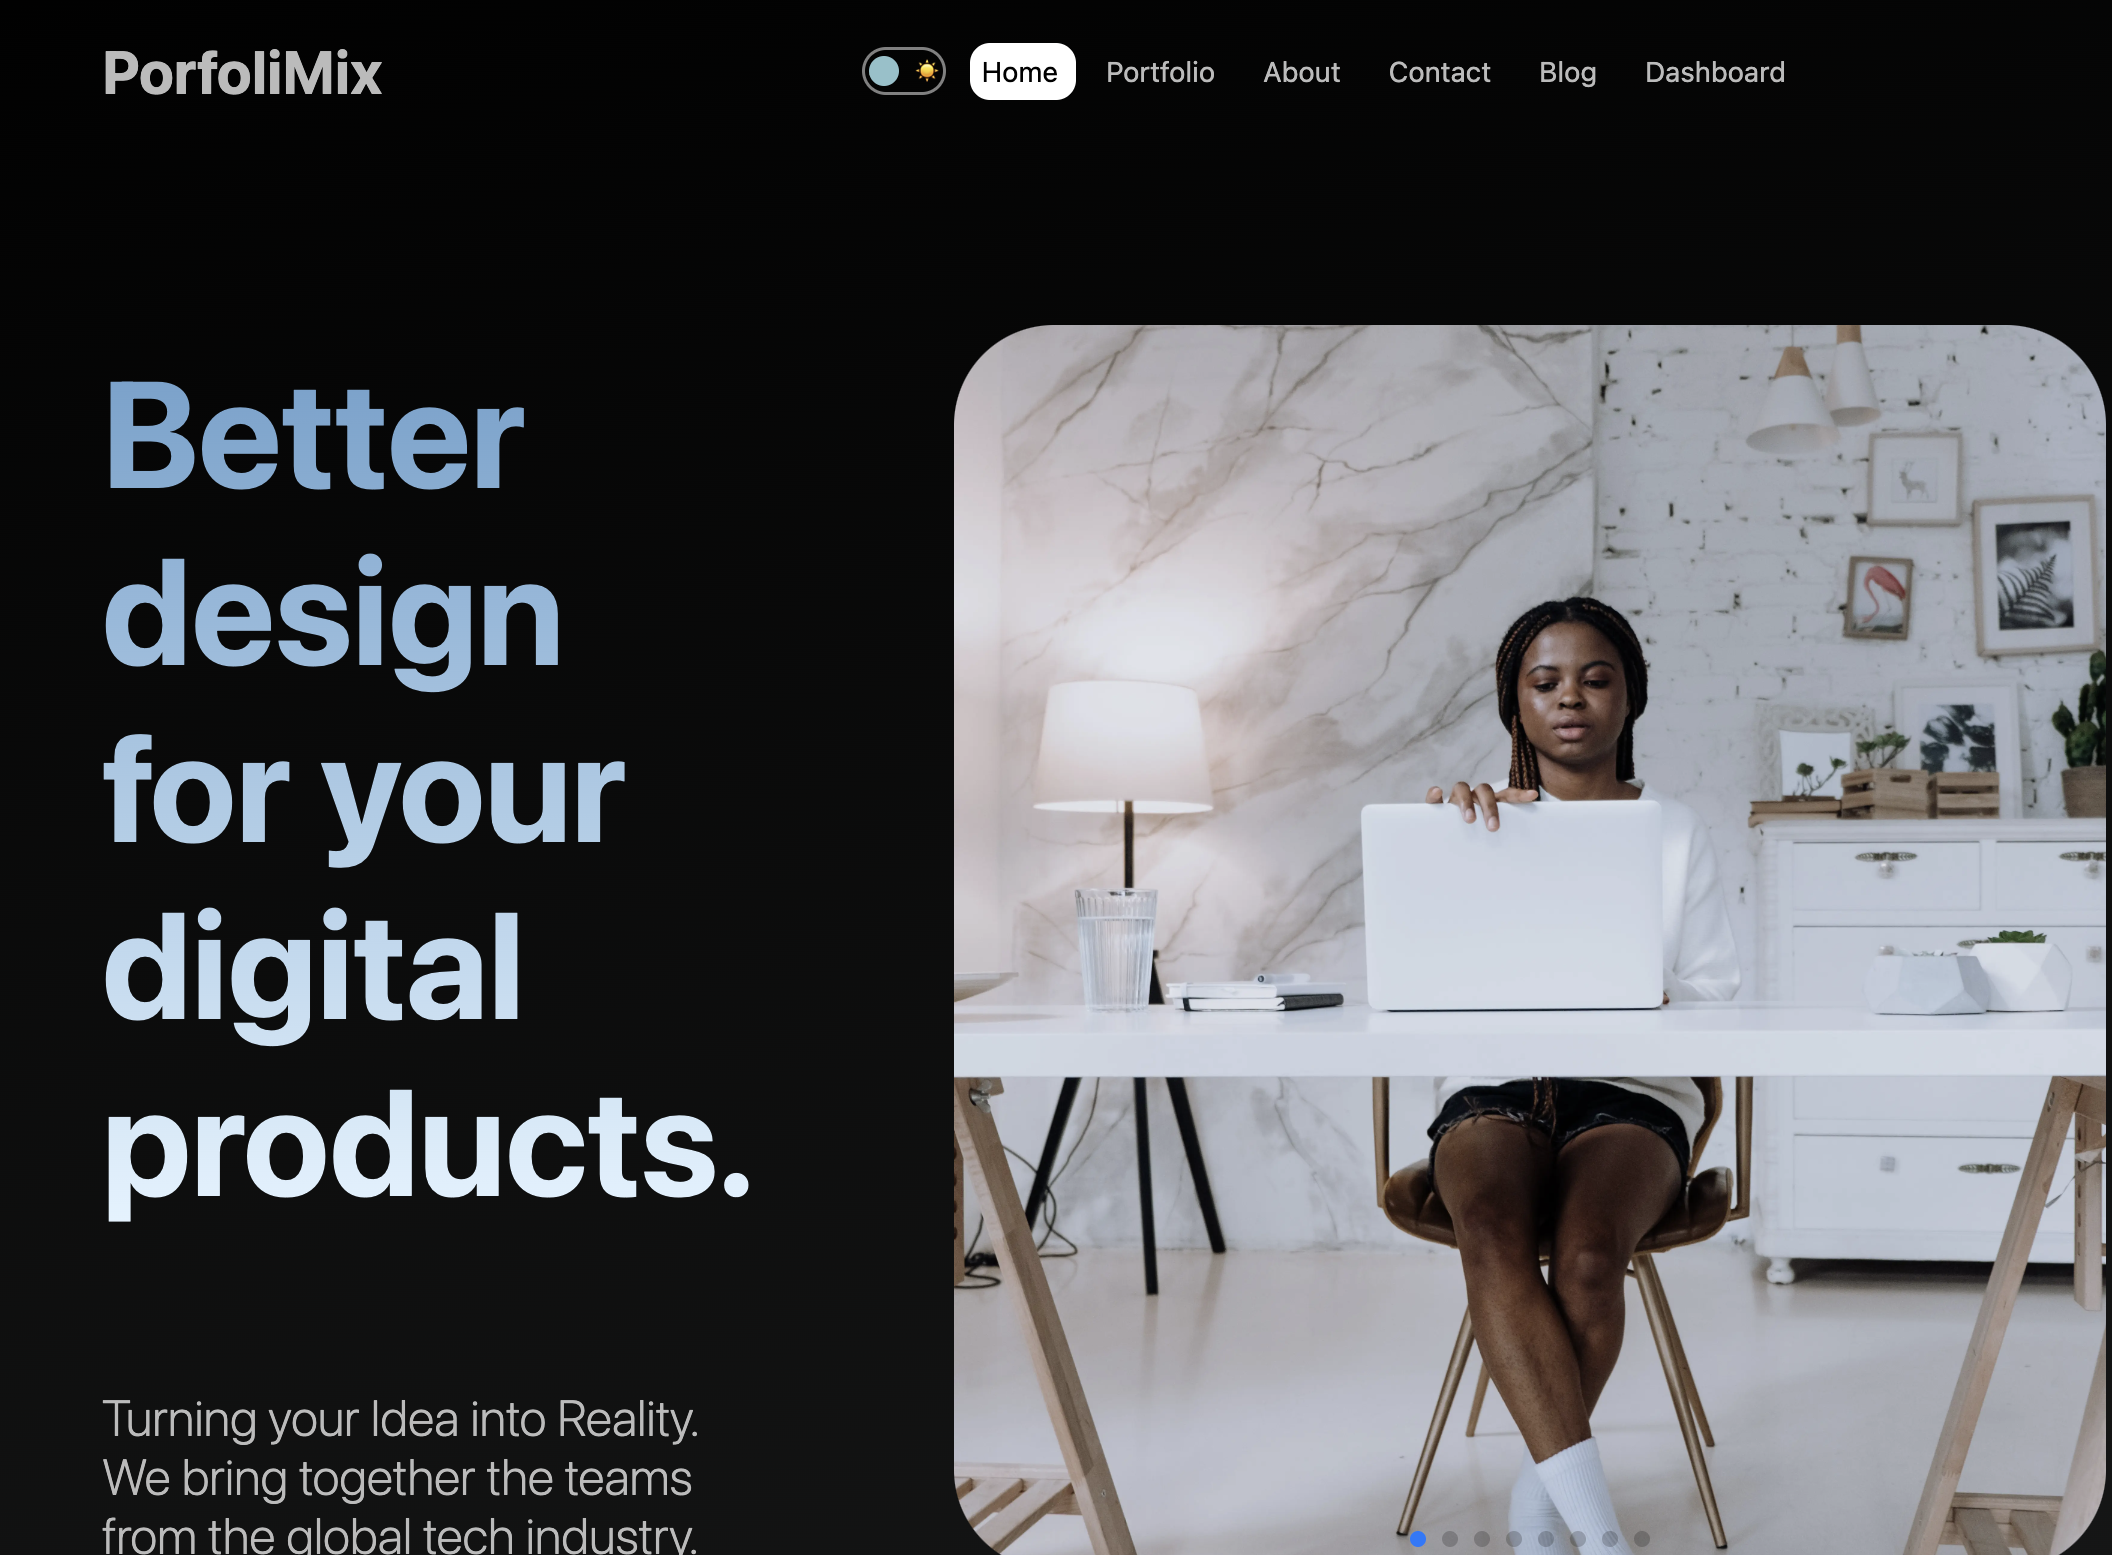 PorfoliMix
Home Portfolio About Contact Blog Dashboard
Better
design
for your
digital
products.
Turning your Idea into Reality.
We bring together the teams
from the global tech industry.